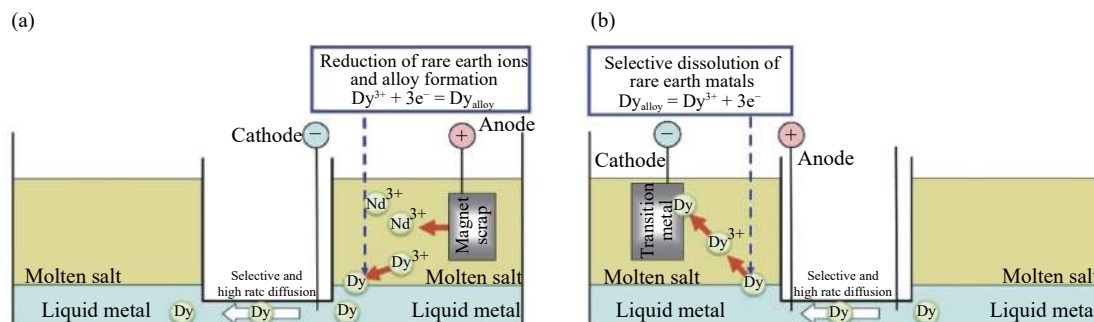 (a)
Reduction of rare earth ions
and alloy formation
Dy³⁺ + 3e⁻ = Dy_alloy
Cathode
−
+
Anode
Nd³⁺
Nd³⁺
Magnet
scrap
Dy³⁺
Dy
Molten salt
Selective and
high ratc diffusion
Molten salt
Liquid metal
Dy
Dy
Dy
Liquid metal
(b)
Selective dissolution of
rare earth matals
Dy_alloy = Dy³⁺ + 3e⁻
−
+
Cathode
Anode
Transition
metal
Dy
Dy³⁺
Dy
Molten salt
Selective and
high ratc diffusion
Molten salt
Liquid metal
Dy
Dy
Liquid metal